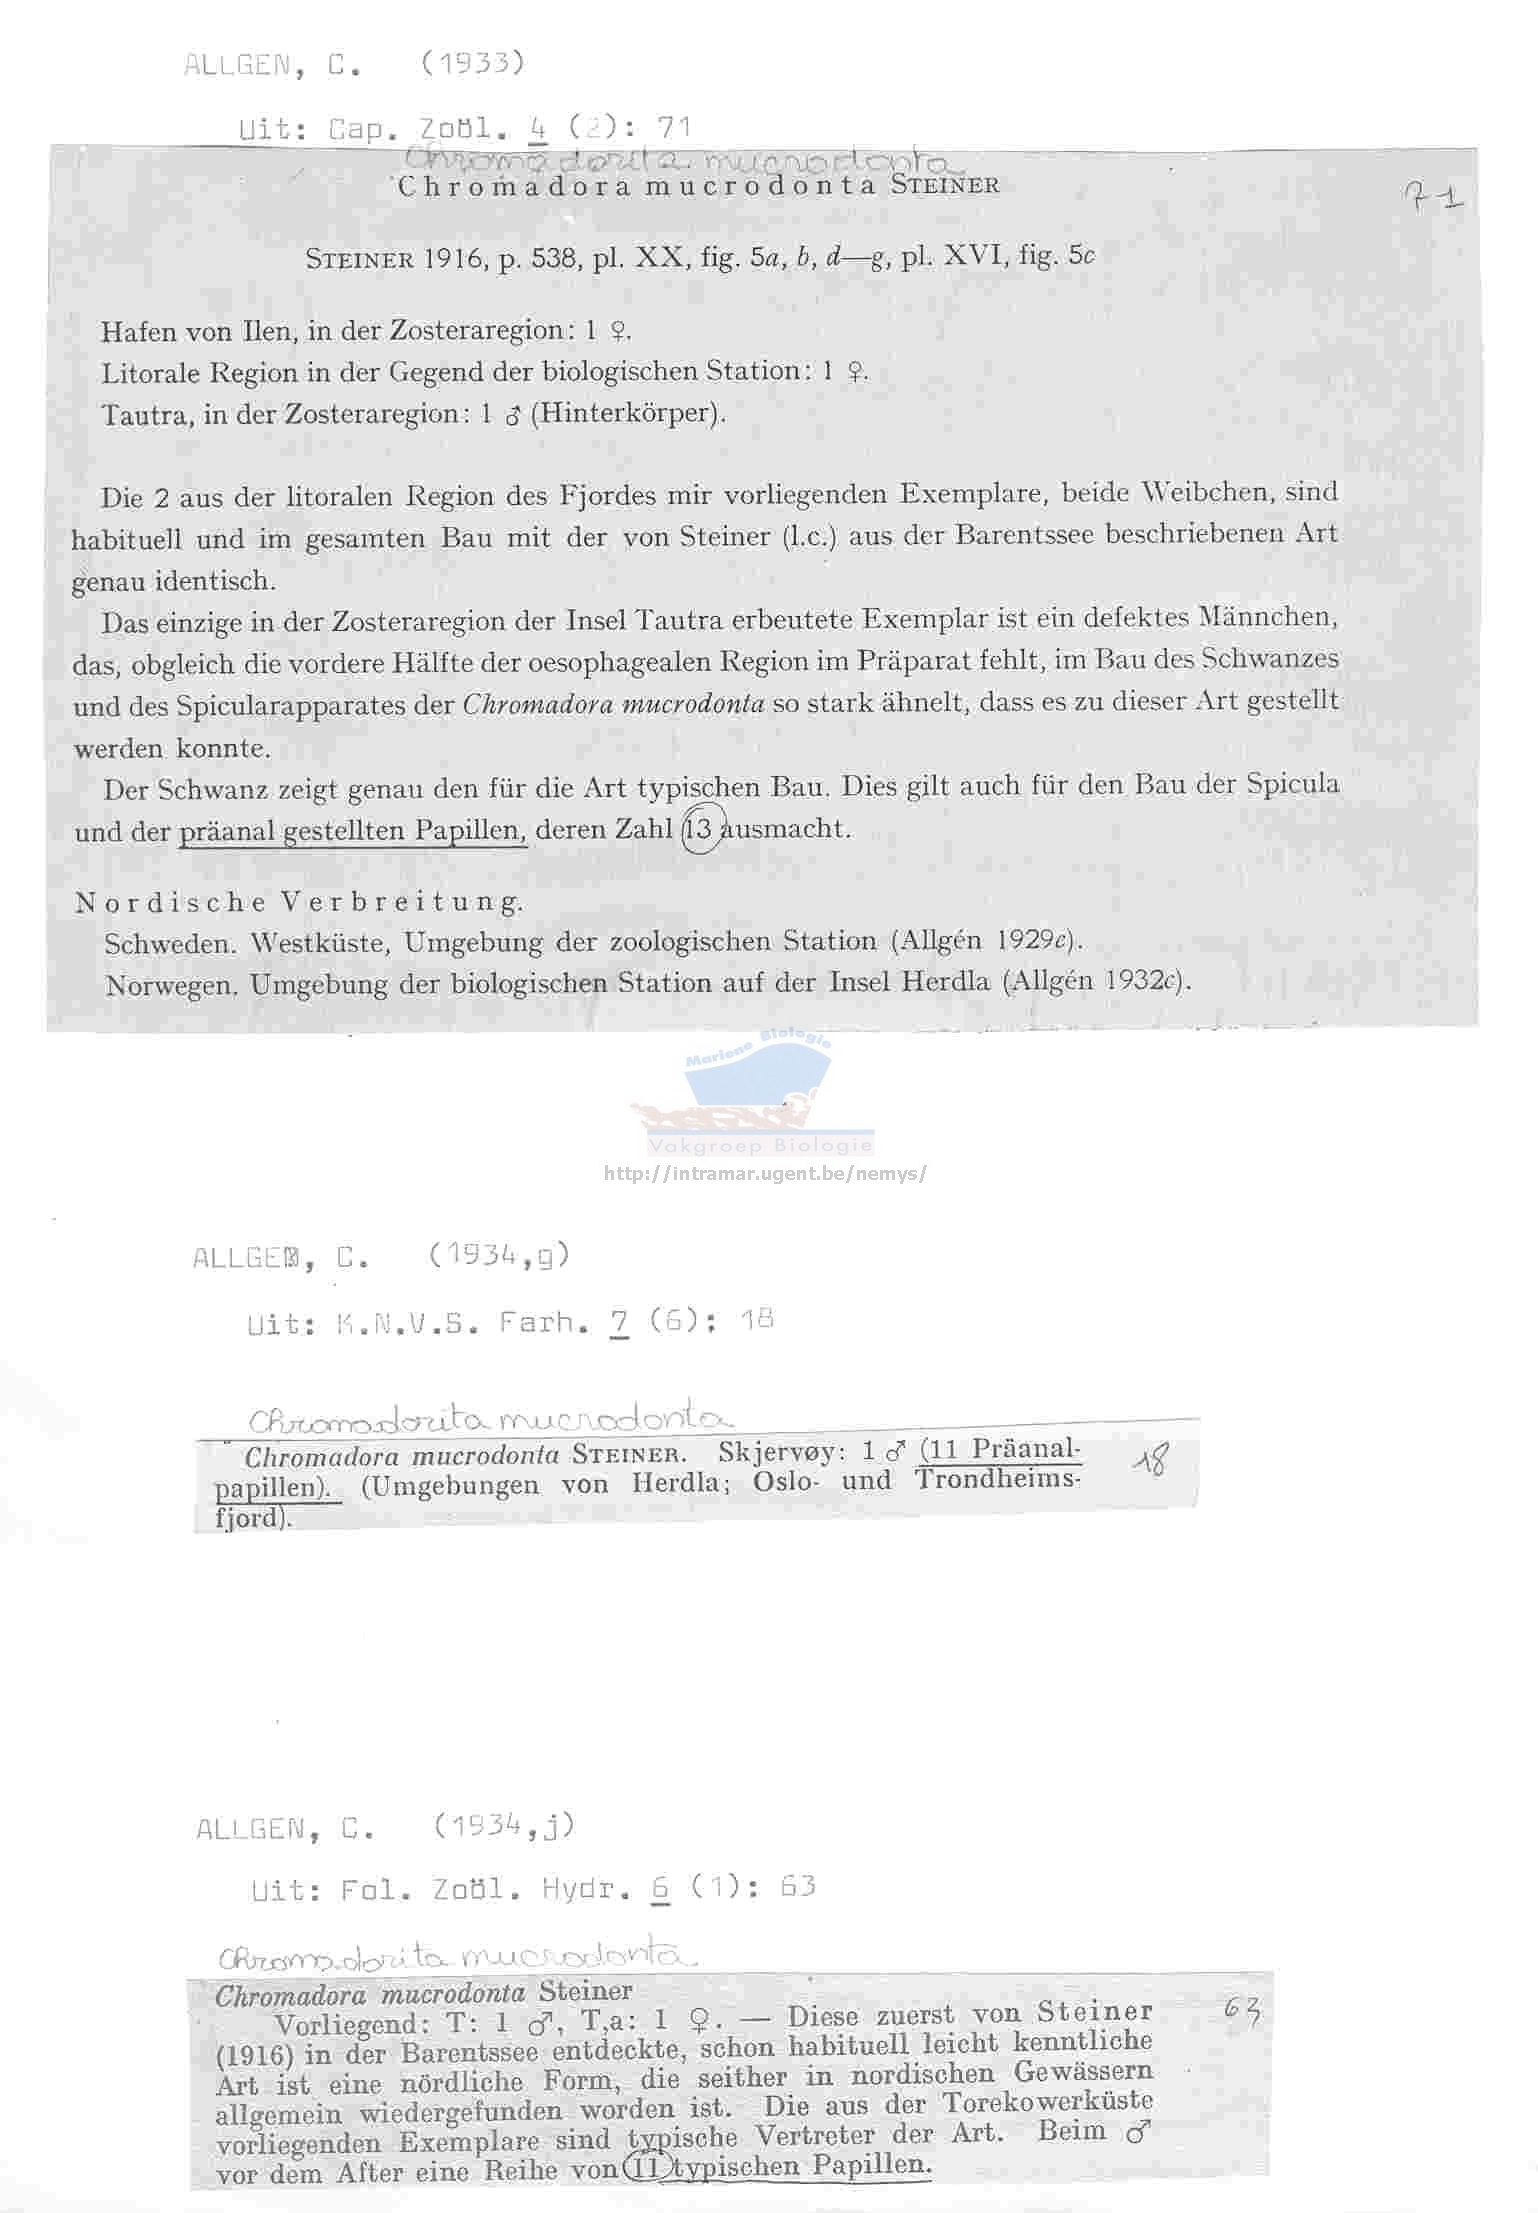 ALLGEN, C. (1933)
Uit: Cap. Zoöl. 4 (2): 71
Chromadorita mucrodonta
Chromadora mucrodonta STEINER
71
STEINER 1916, p. 538, pl. XX, fig. 5a, b, d—g, pl. XVI, fig. 5c
Hafen von Ilen, in der Zosteraregion: 1 ♀.
Litorale Region in der Gegend der biologischen Station: 1 ♀.
Tautra, in der Zosteraregion: 1 ♂ (Hinterkörper).
Die 2 aus der litoralen Region des Fjordes mir vorliegenden Exemplare, beide Weibchen, sind
habituell und im gesamten Bau mit der von Steiner (l.c.) aus der Barentssee beschriebenen Art
genau identisch.
Das einzige in der Zosteraregion der Insel Tautra erbeutete Exemplar ist ein defektes Männchen,
das, obgleich die vordere Hälfte der oesophagealen Region im Präparat fehlt, im Bau des Schwanzes
und des Spicularapparates der Chromadora mucrodonta so stark ähnelt, dass es zu dieser Art gestellt
werden konnte.
Der Schwanz zeigt genau den für die Art typischen Bau. Dies gilt auch für den Bau der Spicula
und der präanal gestellten Papillen, deren Zahl 13 ausmacht.
Nordische Verbreitung.
Schweden. Westküste, Umgebung der zoologischen Station (Allgén 1929c).
Norwegen. Umgebung der biologischen Station auf der Insel Herdla (Allgén 1932c).
Mariene Biologie
Vakgroep Biologie
http://intramar.ugent.be/nemys/
ALLGEN, C. (1934,g)
Uit: K.N.V.S. Farh. 7 (6): 18
Chromadorita mucrodonta
Chromadora mucrodonta STEINER. Skjervøy: 1 ♂ (11 Präanal-
papillen). (Umgebungen von Herdla; Oslo- und Trondheims-
fjord).
18
ALLGEN, C. (1934,j)
Uit: Fol. Zoöl. Hydr. 6 (1): 63
Chromadorita mucrodonta
Chromadora mucrodonta Steiner
Vorliegend: T: 1 ♂, T,a: 1 ♀. — Diese zuerst von Steiner
63
(1916) in der Barentssee entdeckte, schon habituell leicht kenntliche
Art ist eine nördliche Form, die seither in nordischen Gewässern
allgemein wiedergefunden worden ist. Die aus der Torekowerküste
vorliegenden Exemplare sind typische Vertreter der Art. Beim ♂
vor dem After eine Reihe von 11 typischen Papillen.